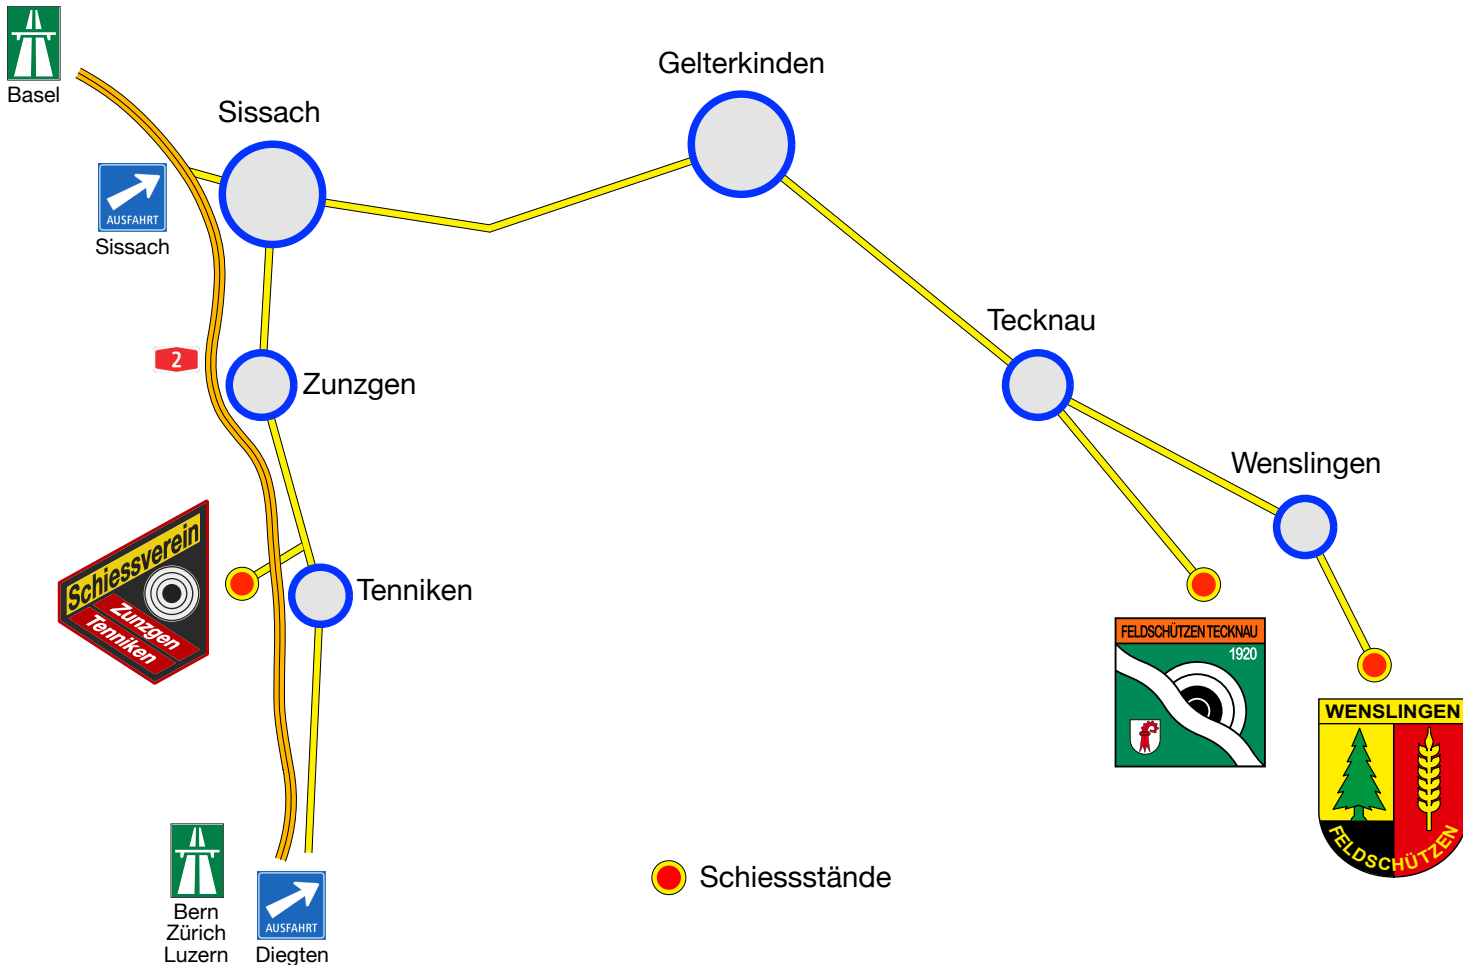 Basel
Gelterkinden
Sissach
AUSFAHRT
Sissach
Tecknau
2
Zunzgen
Wenslingen
Schiessverein
Zunzgen
Tenniken
Tenniken
FELDSCHÜTZEN TECKNAU
1920
WENSLINGEN
FELDSCHÜTZEN
Schiessstände
Bern
Zürich
Luzern
AUSFAHRT
Diegten